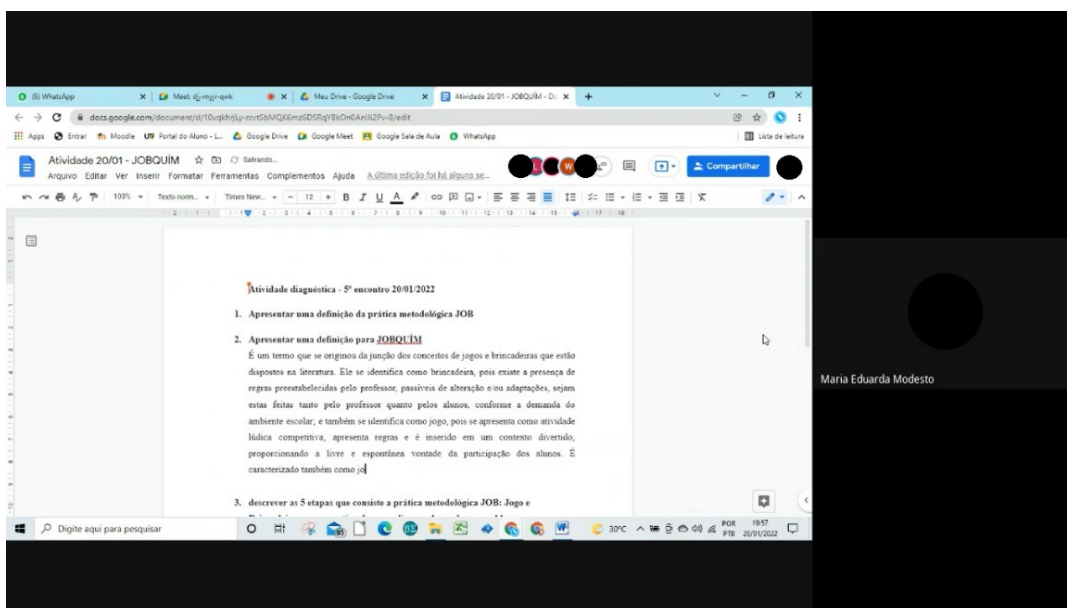 (6) WhatsApp
Meet: djj-myjr-qwk
Meu Drive - Google Drive
Atividade 20/01 - JOBQUÍM - Do
docs.google.com/document/d/
Apps Entrar Moodle Portal do Aluno - L... Google Drive Google Meet Google Sala de Aula WhatsApp
Lista de leitura
Atividade 20/01 - JOBQUÍM
Salvando...
Arquivo Editar Ver Inserir Formatar Ferramentas Complementos Ajuda A última edição foi há alguns se...
W
Compartilhar
100% Texto norm... Times New... - 12 + B I U A
Atividade diagnóstica - 5º encontro 20/01/2022
1. Apresentar uma definição da prática metodológica JOB
2. Apresentar uma definição para JOBQUÍM
É um termo que se originou da junção dos conceitos de jogos e brincadeiras que estão
dispostos na literatura. Ele se identifica como brincadeira, pois existe a presença de
regras preestabelecidas pelo professor, passíveis de alteração e/ou adaptações, sejam
estas feitas tanto pelo professor quanto pelos alunos, conforme a demanda do
ambiente escolar; e também se identifica como jogo, pois se apresenta como atividade
lúdica competitiva, apresenta regras e é inserido em um contexto divertido,
proporcionando a livre e espontânea vontade da participação dos alunos. É
caracterizado também como jo
3. descrever as 5 etapas que consiste a prática metodológica JOB: Jogo e
Maria Eduarda Modesto
Digite aqui para pesquisar
30°C
POR
PTB
19:57
20/01/2022